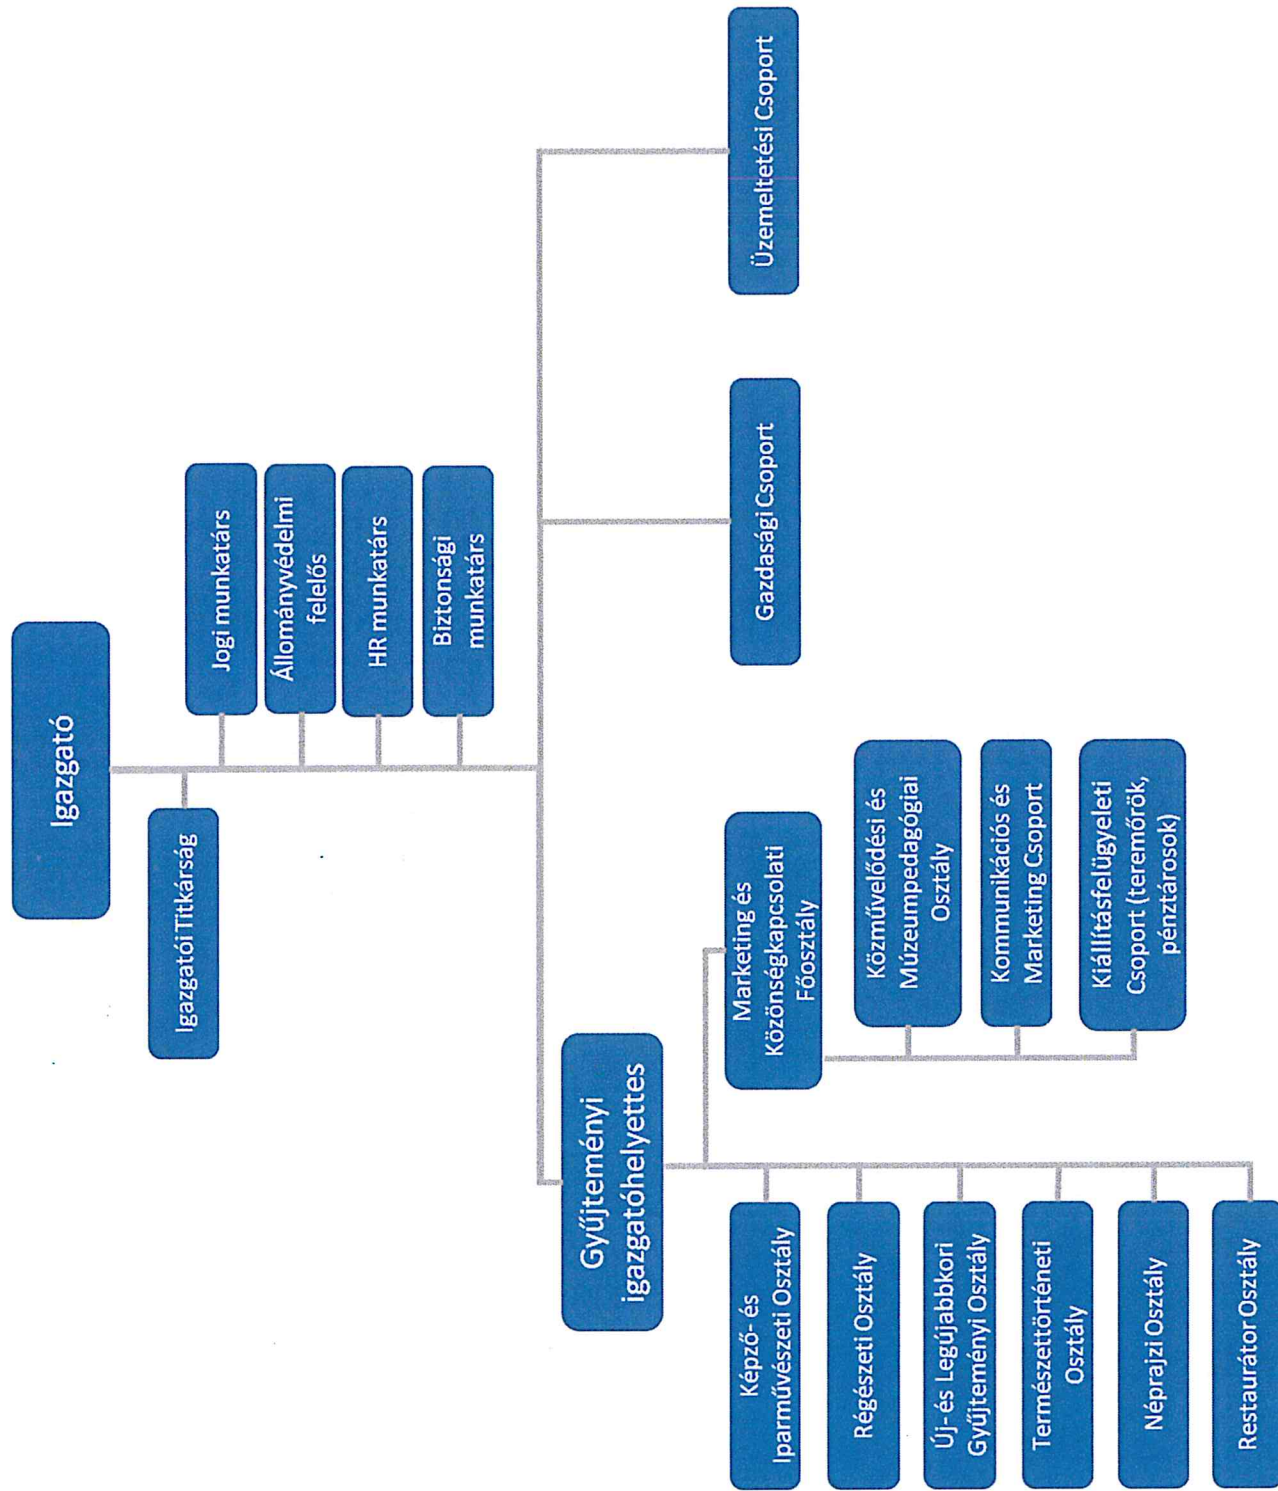 Igazgató
Igazgatói Titkárság
Jogi munkatárs
Állományvédelmi
felelős
HR munkatárs
Biztonsági
munkatárs
Gyűjteményi
igazgatóhelyettes
Gazdasági Csoport
Üzemeltetési Csoport
Marketing és
Közönségkapcsolati
Főosztály
Közművelődési és
Múzeumpedagógiai
Osztály
Kommunikációs és
Marketing Csoport
Kiállításfelügyeleti
Csoport (teremőrök,
pénztárosok)
Képző- és
Iparművészeti Osztály
Régészeti Osztály
Új- és Legújabbkori
Gyűjteményi Osztály
Természettörténeti
Osztály
Néprajzi Osztály
Restaurátor Osztály